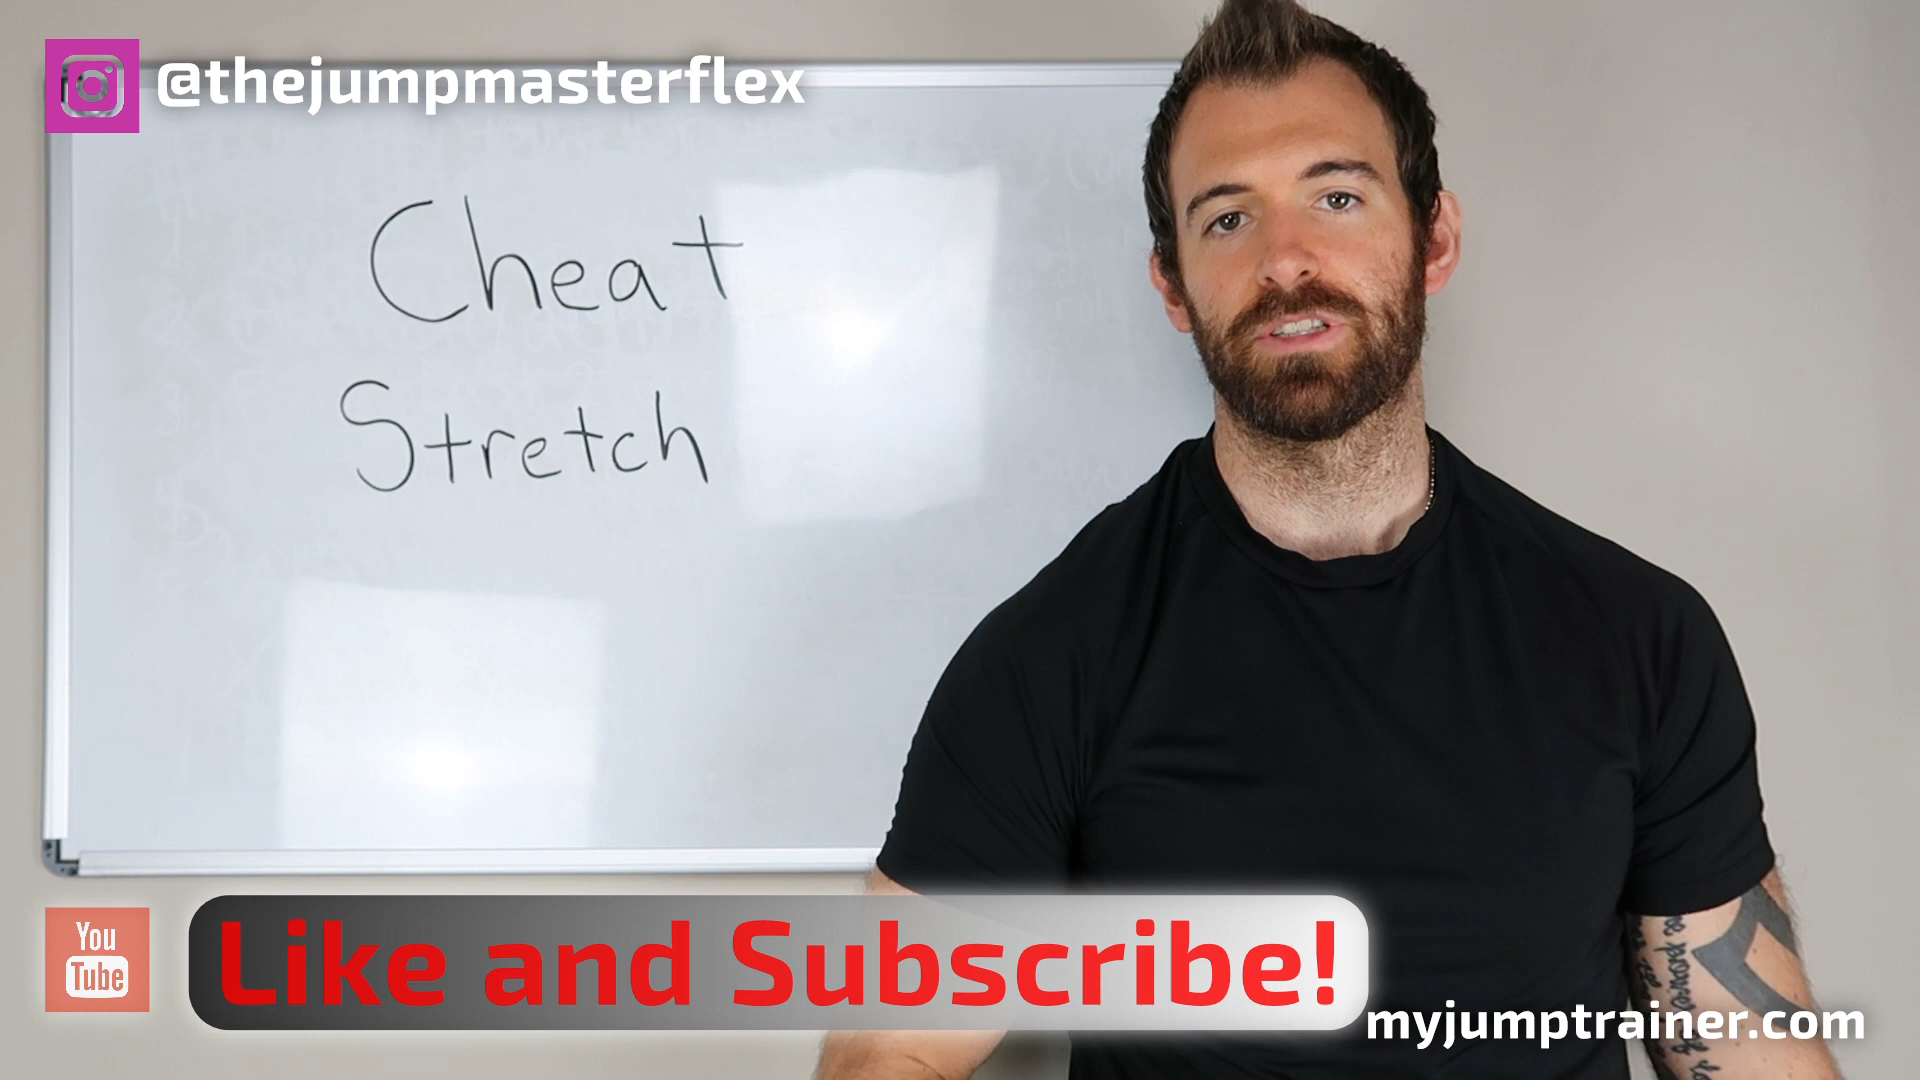 @thejumpmasterflex
Cheat
Stretch
You
Tube
Like and Subscribe!
myjumptrainer.com